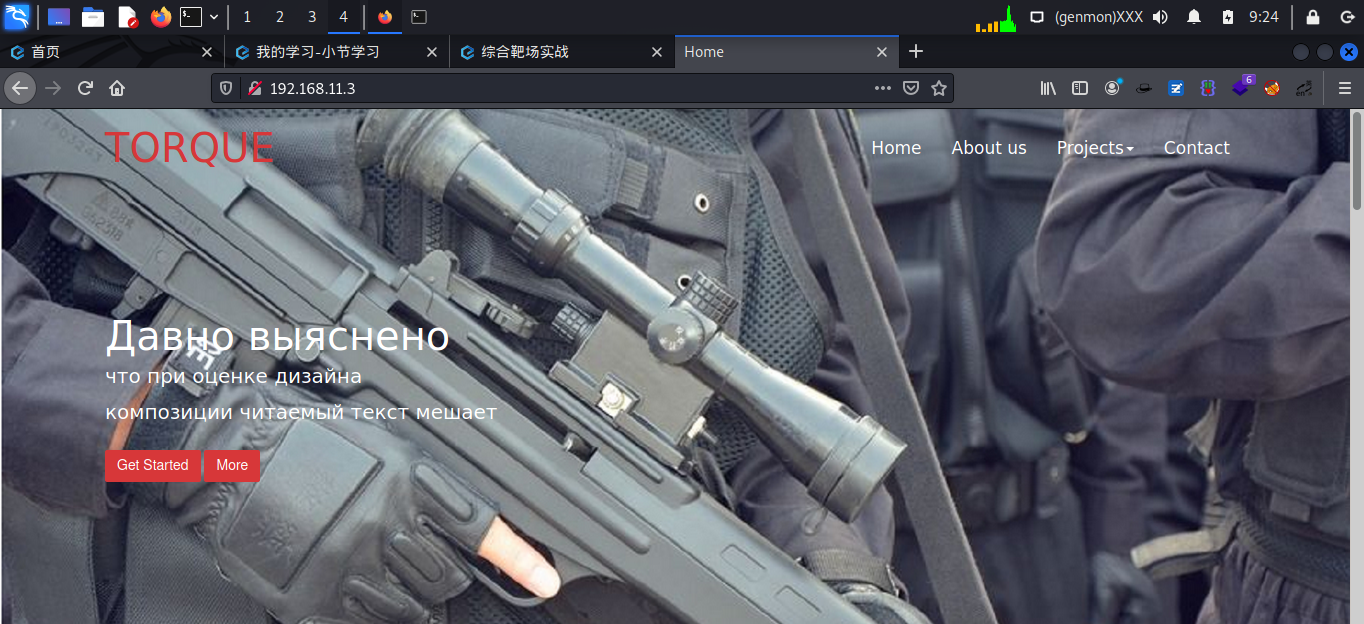 1 2 3 4 (genmon)XXX 9:24
首页 我的学习-小节学习 综合靶场实战 Home
192.168.11.3 6
TORQUE Home About us Projects Contact
Давно выяснено
что при оценке дизайна
композиции читаемый текст мешает
Get Started More